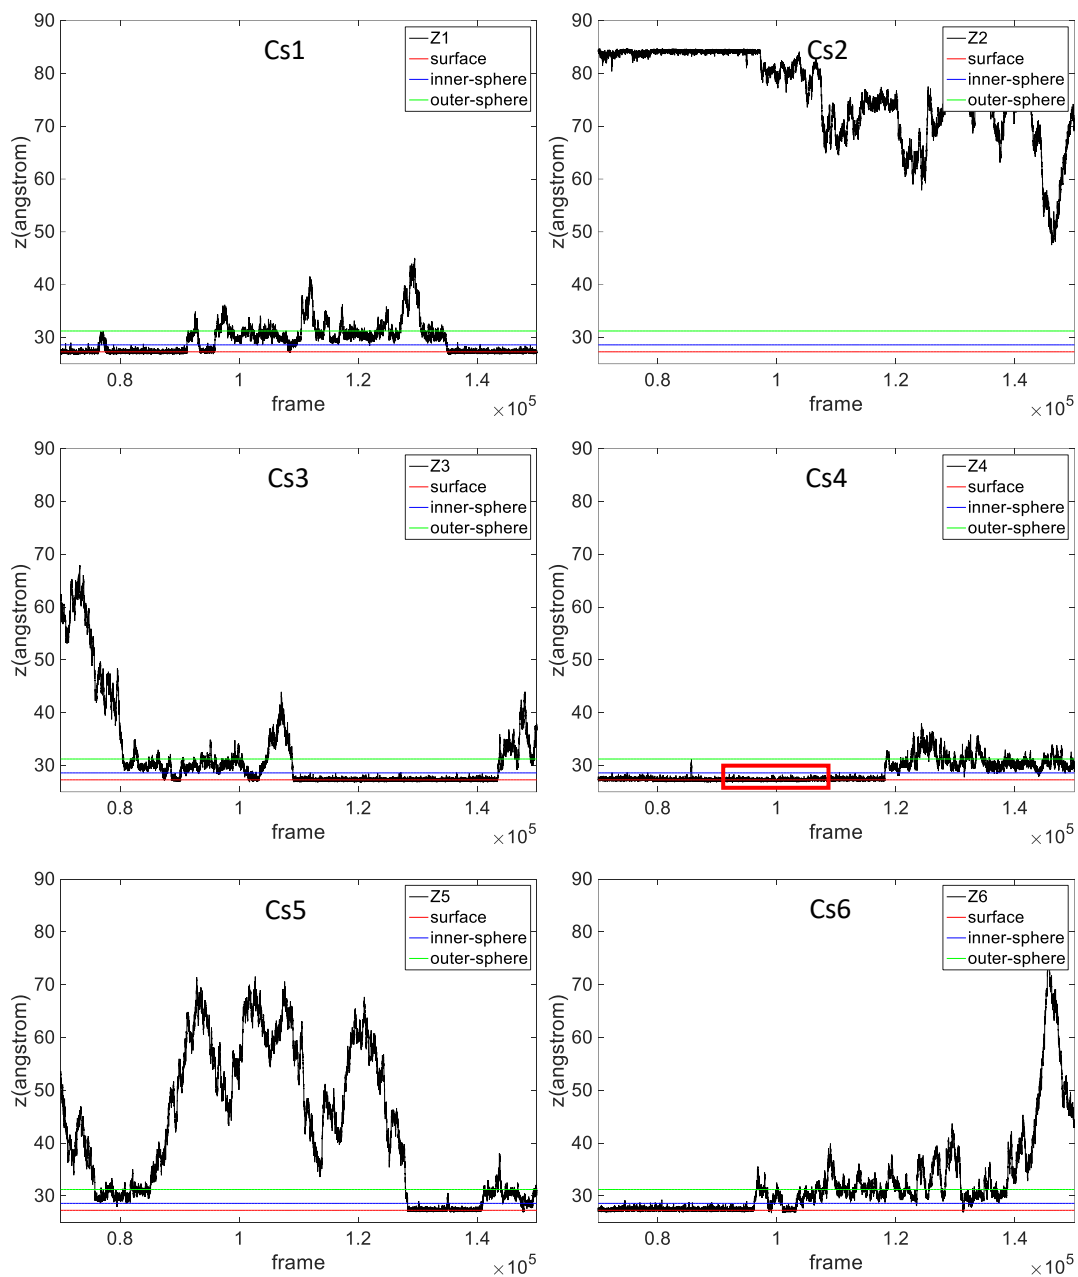 Cs1
Z1
surface
inner-sphere
outer-sphere
90
80
70
60
50
40
30
z(angstrom)
0.8 1 1.2 1.4
frame
×10^5
Cs2
Z2
surface
inner-sphere
outer-sphere
90
80
70
60
50
40
30
z(angstrom)
0.8 1 1.2 1.4
frame
×10^5
Cs3
Z3
surface
inner-sphere
outer-sphere
90
80
70
60
50
40
30
z(angstrom)
0.8 1 1.2 1.4
frame
×10^5
Cs4
Z4
surface
inner-sphere
outer-sphere
90
80
70
60
50
40
30
z(angstrom)
0.8 1 1.2 1.4
frame
×10^5
Cs5
Z5
surface
inner-sphere
outer-sphere
90
80
70
60
50
40
30
z(angstrom)
0.8 1 1.2 1.4
frame
×10^5
Cs6
Z6
surface
inner-sphere
outer-sphere
90
80
70
60
50
40
30
z(angstrom)
0.8 1 1.2 1.4
frame
×10^5